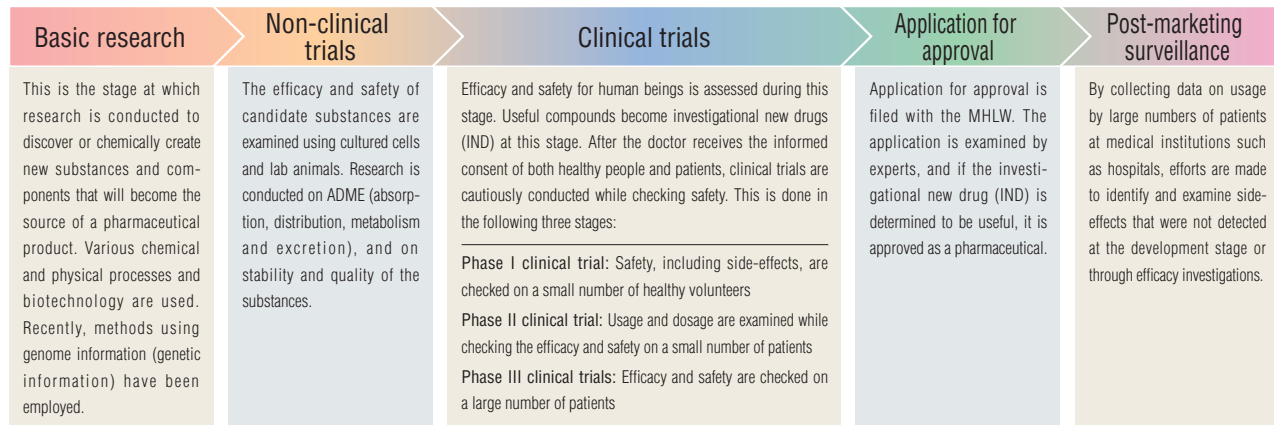 Basic research
This is the stage at which
research is conducted to
discover or chemically create
new substances and com-
ponents that will become the
source of a pharmaceutical
product. Various chemical
and physical processes and
biotechnology are used.
Recently, methods using
genome information (genetic
information) have been
employed.
Non-clinical
trials
The efficacy and safety of
candidate substances are
examined using cultured cells
and lab animals. Research is
conducted on ADME (absorp-
tion, distribution, metabolism
and excretion), and on
stability and quality of the
substances.
Clinical trials
Efficacy and safety for human beings is assessed during this
stage. Useful compounds become investigational new drugs
(IND) at this stage. After the doctor receives the informed
consent of both healthy people and patients, clinical trials are
cautiously conducted while checking safety. This is done in
the following three stages:
Phase I clinical trial: Safety, including side-effects, are
checked on a small number of healthy volunteers
Phase II clinical trial: Usage and dosage are examined while
checking the efficacy and safety on a small number of patients
Phase III clinical trials: Efficacy and safety are checked on
a large number of patients
Application for
approval
Application for approval is
filed with the MHLW. The
application is examined by
experts, and if the investi-
gational new drug (IND) is
determined to be useful, it is
approved as a pharmaceutical.
Post-marketing
surveillance
By collecting data on usage
by large numbers of patients
at medical institutions such
as hospitals, efforts are made
to identify and examine side-
effects that were not detected
at the development stage or
through efficacy investigations.